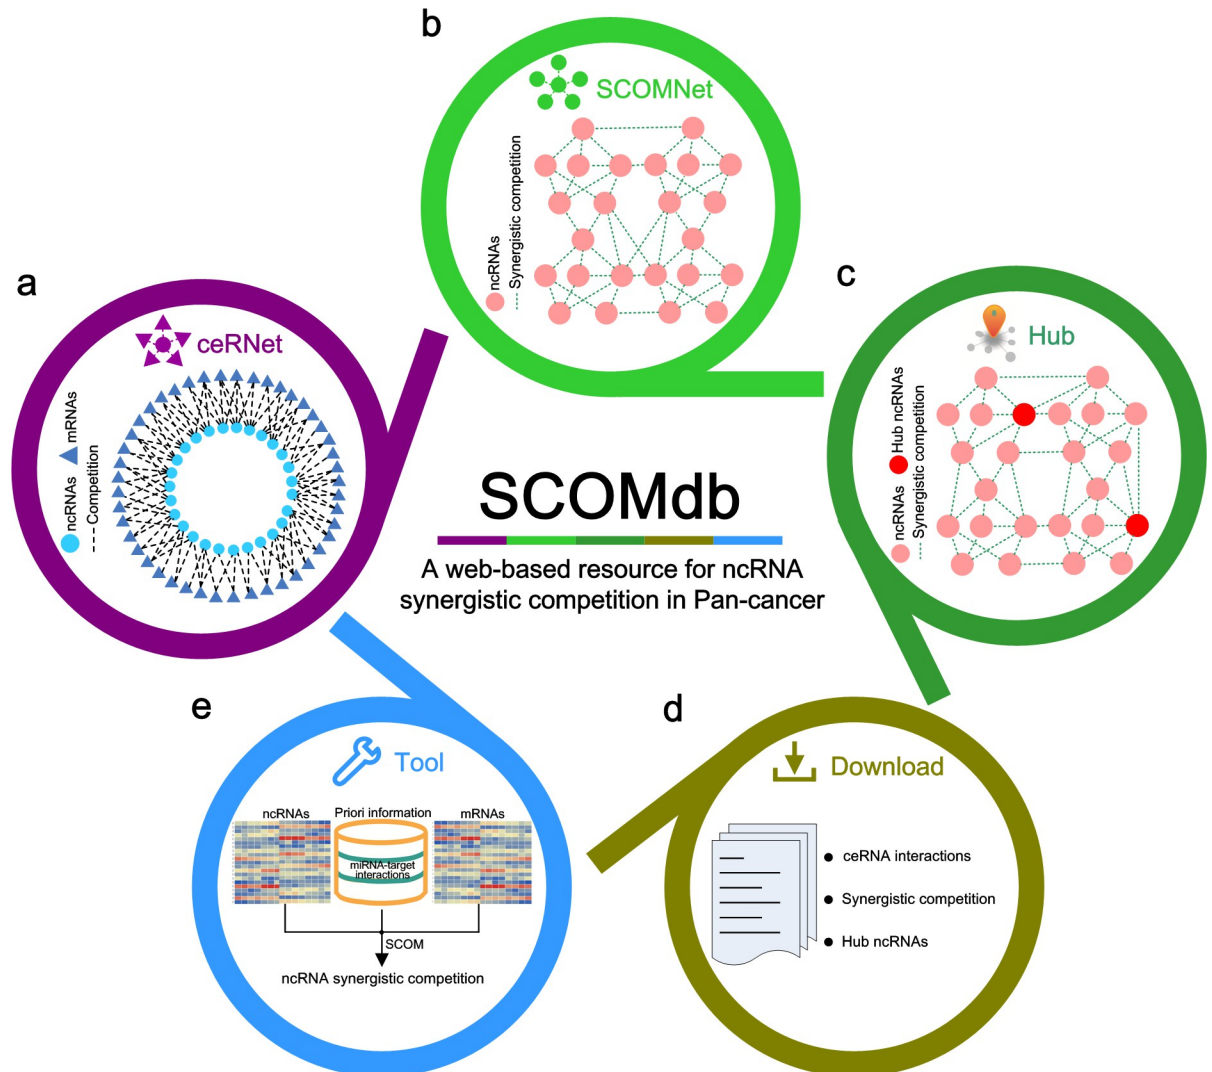 a
ceRNet
ncRNAs
mRNAs
Competition
b
SCOMNet
ncRNAs
Synergistic competition
c
Hub
ncRNAs
Hub ncRNAs
Synergistic competition
SCOMdb
A web-based resource for ncRNA
synergistic competition in Pan-cancer
d
Download
ceRNA interactions
Synergistic competition
Hub ncRNAs
e
Tool
ncRNAs
Priori information
mRNAs
miRNA-target
interactions
SCOM
ncRNA synergistic competition